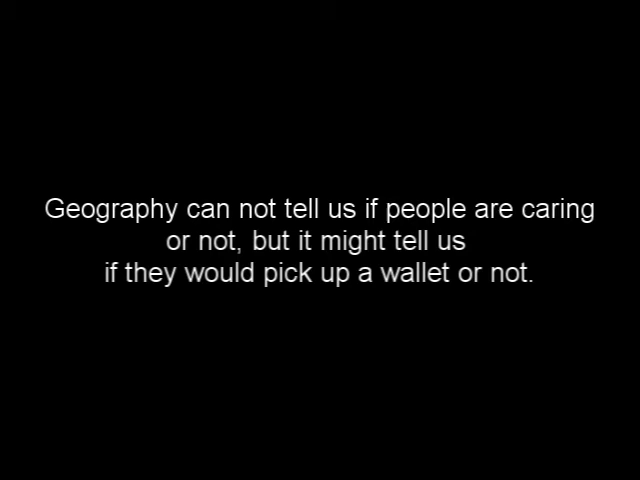 Geography can not tell us if people are caring
or not, but it might tell us
if they would pick up a wallet or not.